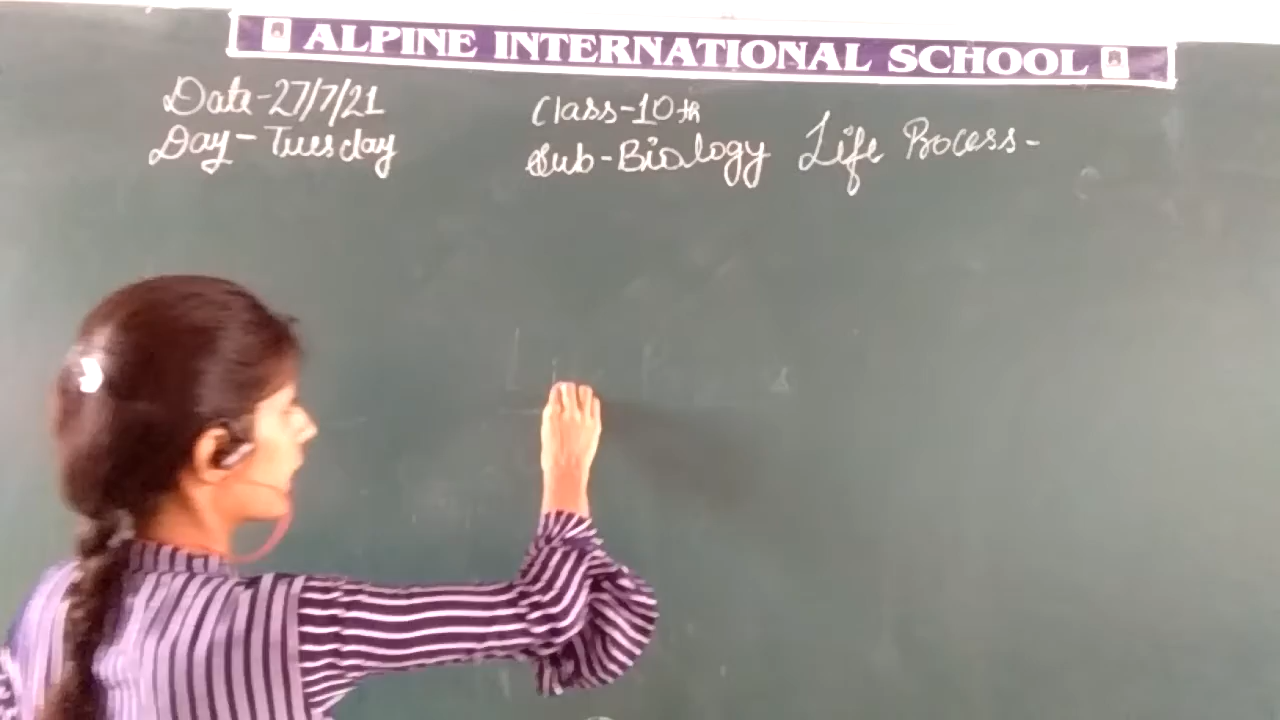 ALPINE INTERNATIONAL SCHOOL
Date-27/7/21
Day-Tuesday
Class-10th
Sub-Biology
Life Process-